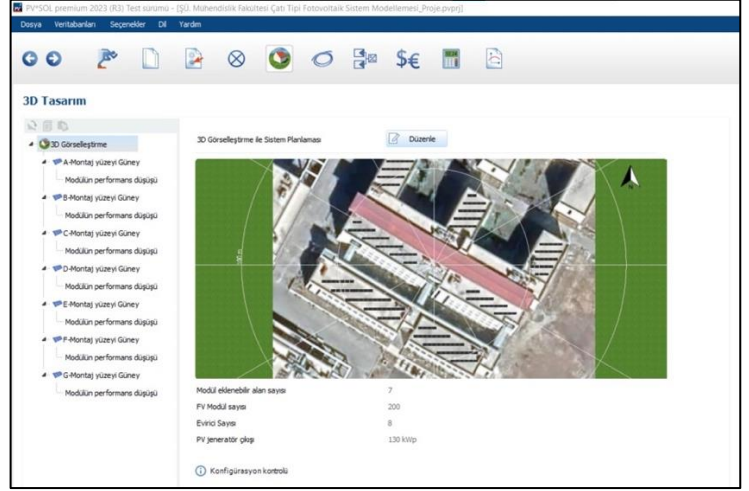 PV*SOL premium 2023 (R3) Test sürümü - [ŞÜ. Mühendislik Fakültesi Çatı Tipi Fotovoltaik Sistem Modellemesi_Proje.pvprj]
Dosya Veritabanları Seçenekler Dil Yardım
$€
3D Tasarım
3D Görselleştirme
A-Montaj yüzeyi Güney
Modülün performans düşüşü
B-Montaj yüzeyi Güney
Modülün performans düşüşü
C-Montaj yüzeyi Güney
Modülün performans düşüşü
D-Montaj yüzeyi Güney
Modülün performans düşüşü
E-Montaj yüzeyi Güney
Modülün performans düşüşü
F-Montaj yüzeyi Güney
Modülün performans düşüşü
G-Montaj yüzeyi Güney
Modülün performans düşüşü
3D Görselleştirme ile Sistem Planlaması Düzenle
N
Modül eklenebilir alan sayısı 7
PV Modül sayısı 200
Evirici Sayısı 8
PV jeneratör çıkışı 130 kWp
Konfigürasyon kontrolü